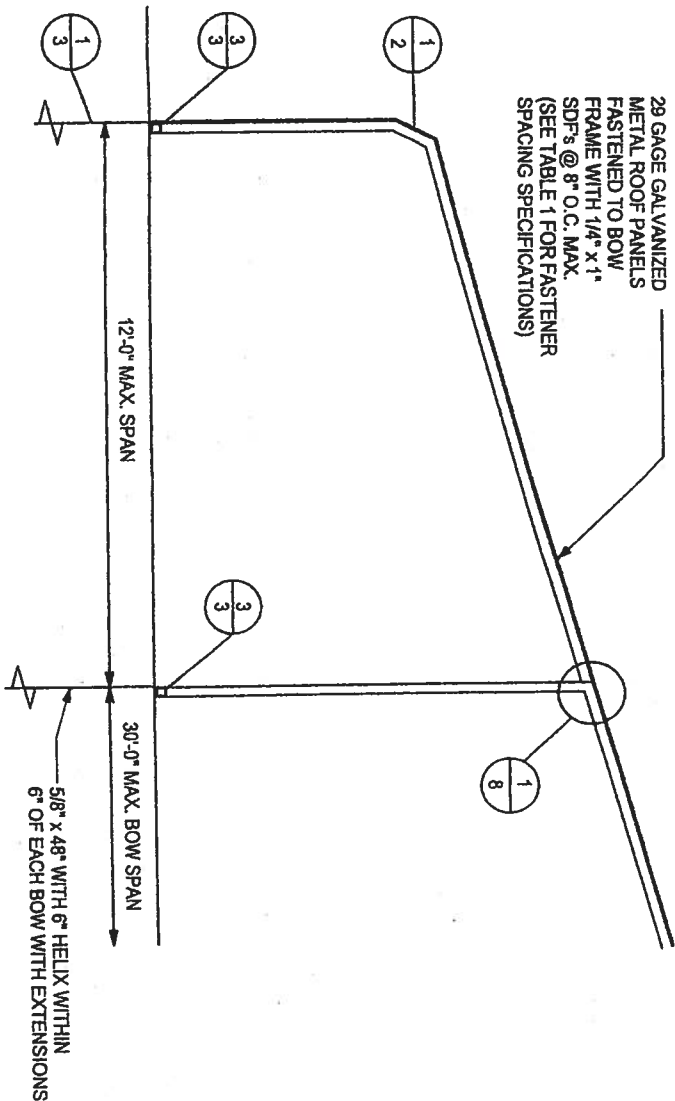 29 GAGE GALVANIZED
METAL ROOF PANELS
FASTENED TO BOW
FRAME WITH 1/4" x 1"
SDF's @ 8" O.C. MAX.
(SEE TABLE 1 FOR FASTENER
SPACING SPECIFICATIONS)
1
2
3
3
1
3
12'-0" MAX. SPAN
3
3
1
8
30'-0" MAX. BOW SPAN
5/8" x 48" WITH 6" HELIX WITHIN
6" OF EACH BOW WITH EXTENSIONS